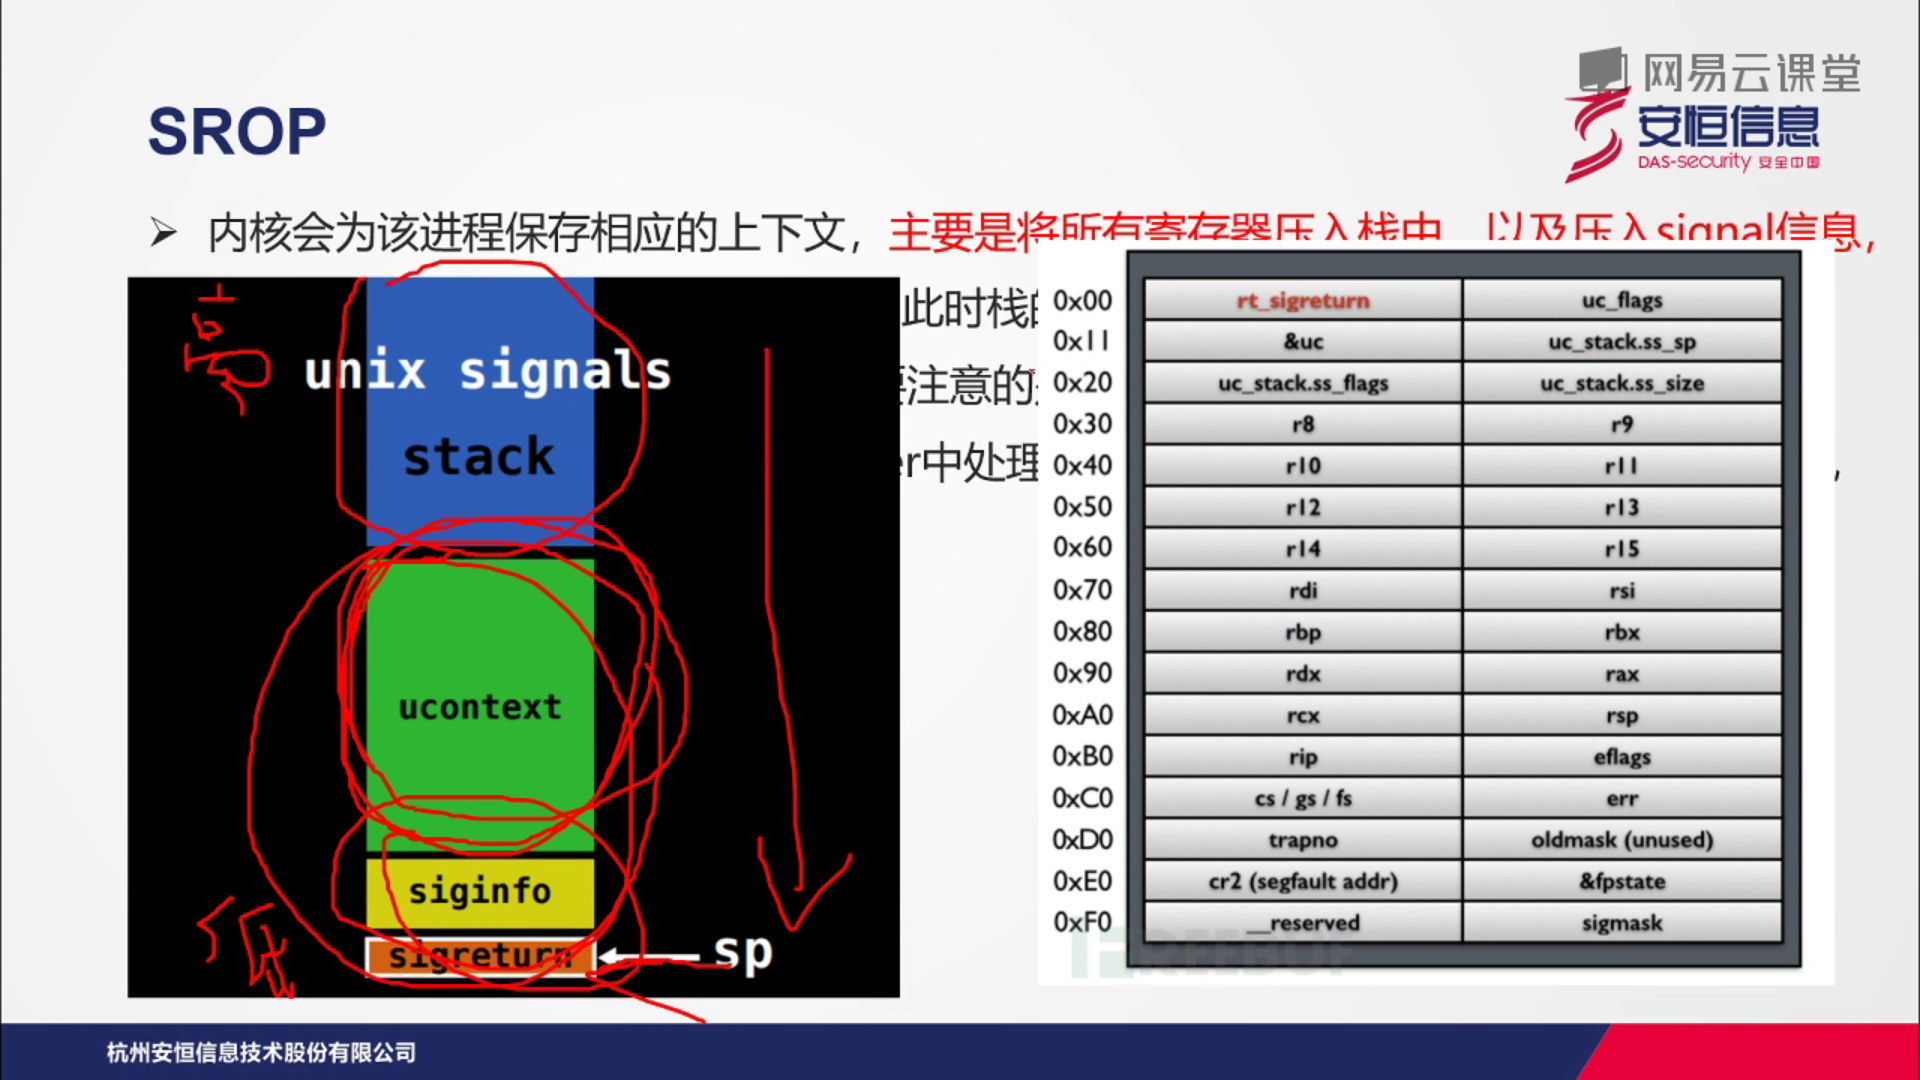 网易云课堂
安恒信息
DAS-security 安全中国
SROP
内核会为该进程保存相应的上下文，主要是将所有寄存器压入栈中，以及压入signal信息，
此时栈的
要注意的是
er中处理
，
高
低
unix signals
stack
ucontext
siginfo
sigreturn
sp
0x00 rt_sigreturn uc_flags
0x11 &uc uc_stack.ss_sp
0x20 uc_stack.ss_flags uc_stack.ss_size
0x30 r8 r9
0x40 r10 r11
0x50 r12 r13
0x60 r14 r15
0x70 rdi rsi
0x80 rbp rbx
0x90 rdx rax
0xA0 rcx rsp
0xB0 rip eflags
0xC0 cs / gs / fs err
0xD0 trapno oldmask (unused)
0xE0 cr2 (segfault addr) &fpstate
0xF0 __reserved sigmask
FREEBUF
杭州安恒信息技术股份有限公司